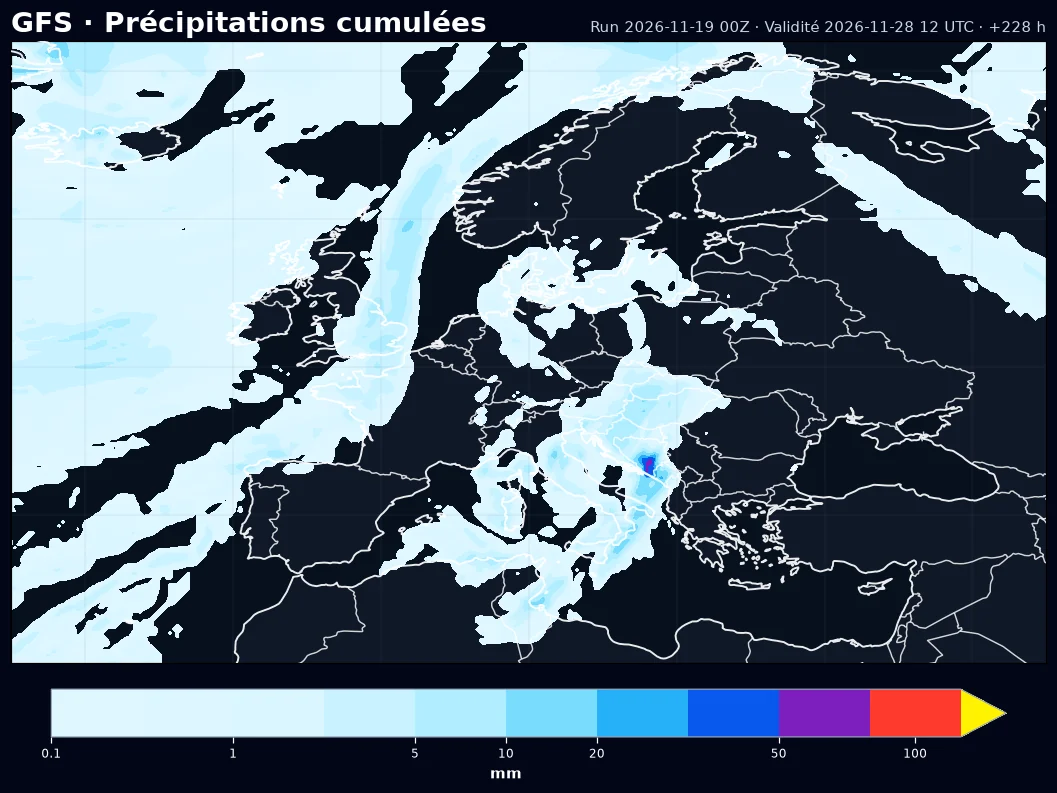 GFS · Précipitations cumulées
Run 2026-11-19 00Z · Validité 2026-11-28 12 UTC · +228 h
0.1 1 5 10 20 50 100
mm